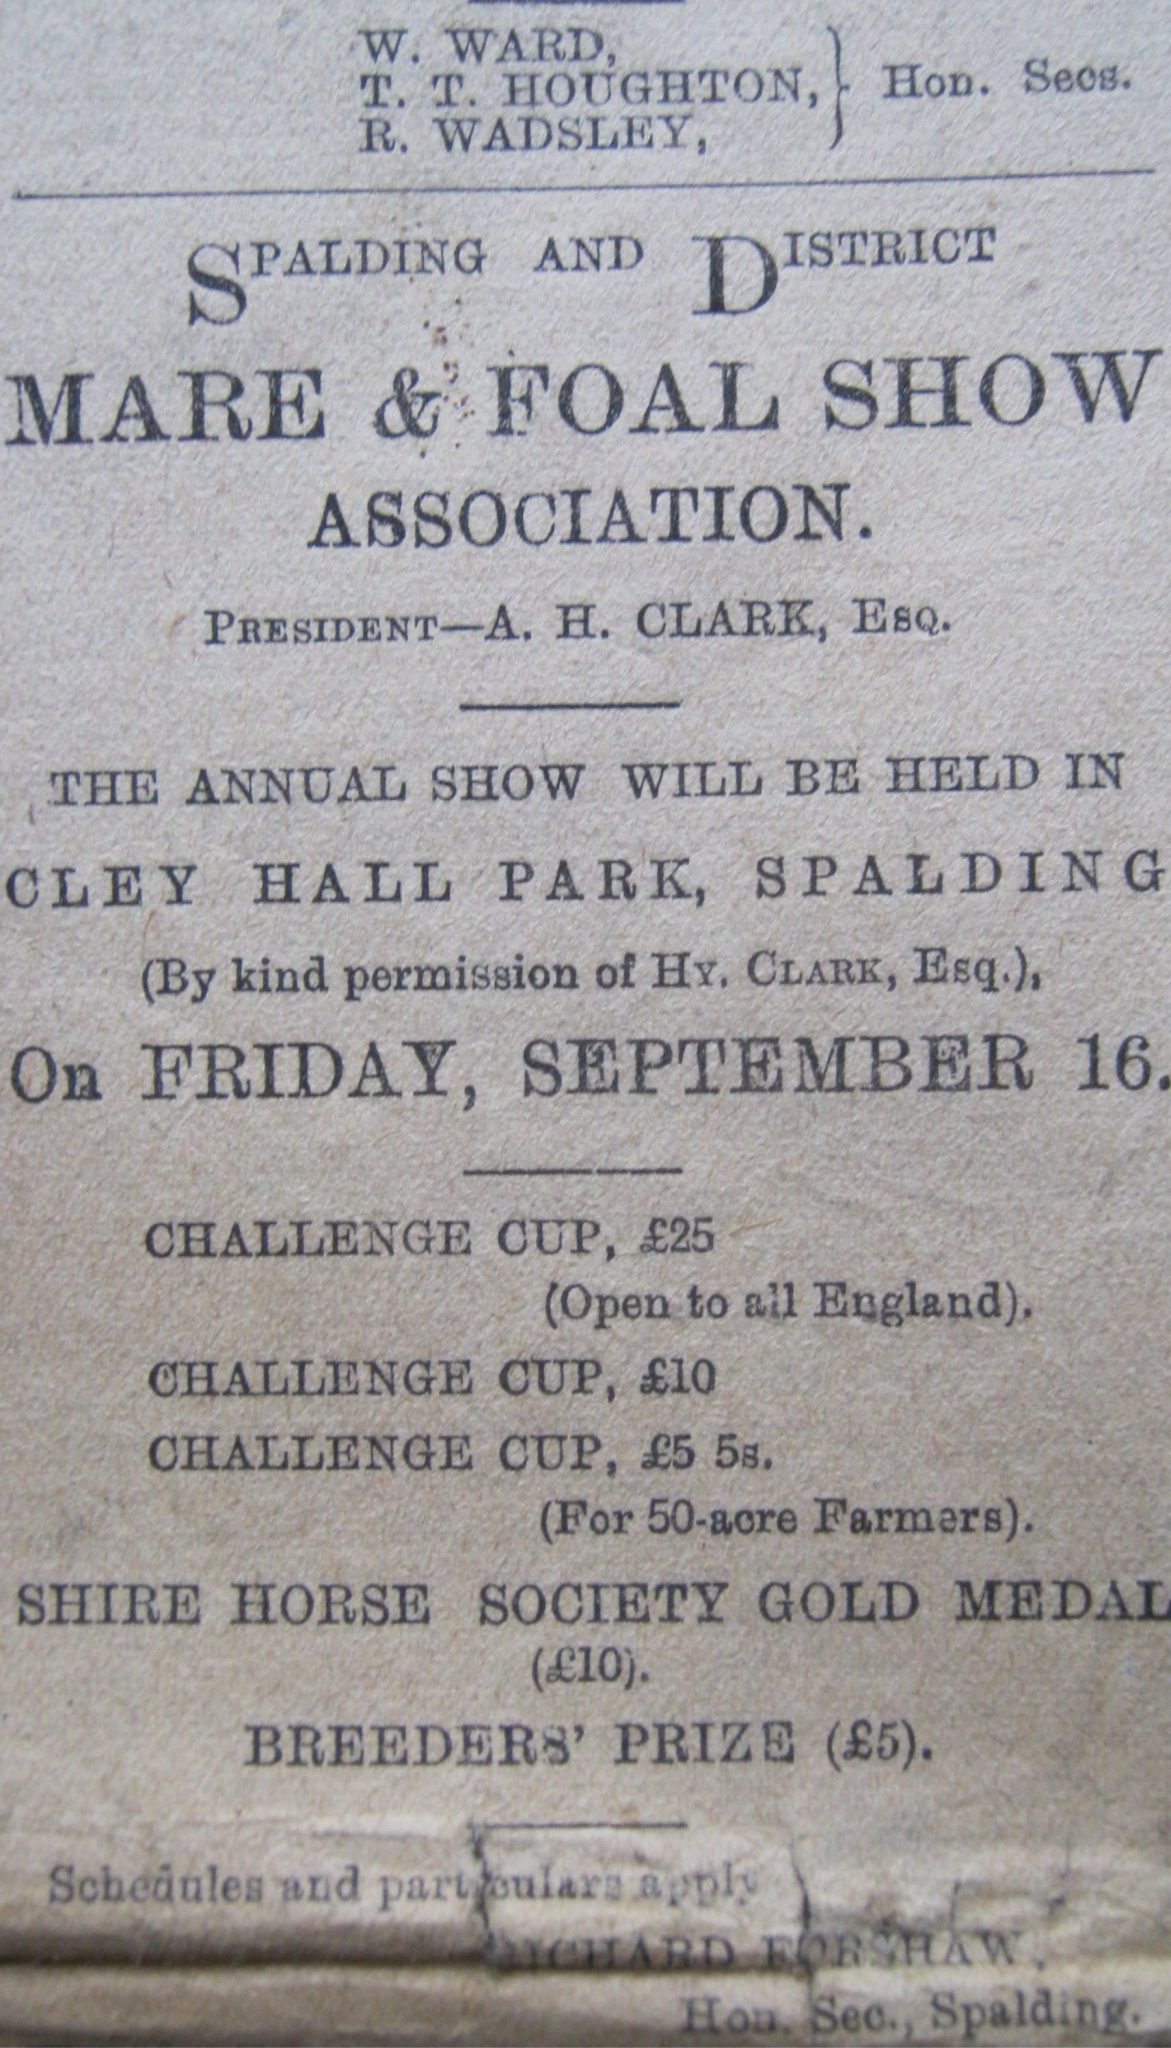 W. WARD,
T. T. HOUGHTON, } Hon. Secs.
R. WADSLEY,
SPALDING AND DISTRICT
MARE & FOAL SHOW
ASSOCIATION.
PRESIDENT—A. H. CLARK, ESQ.
THE ANNUAL SHOW WILL BE HELD IN
CLEY HALL PARK, SPALDING
(By kind permission of HY. CLARK, Esq.),
On FRIDAY, SEPTEMBER 16.
CHALLENGE CUP, £25
(Open to all England).
CHALLENGE CUP, £10
CHALLENGE CUP, £5 5s.
(For 50-acre Farmers).
SHIRE HORSE SOCIETY GOLD MEDAL
(£10).
BREEDERS' PRIZE (£5).
Schedules and particulars apply
RICHARD FORSHAW,
Hon. Sec., Spalding.